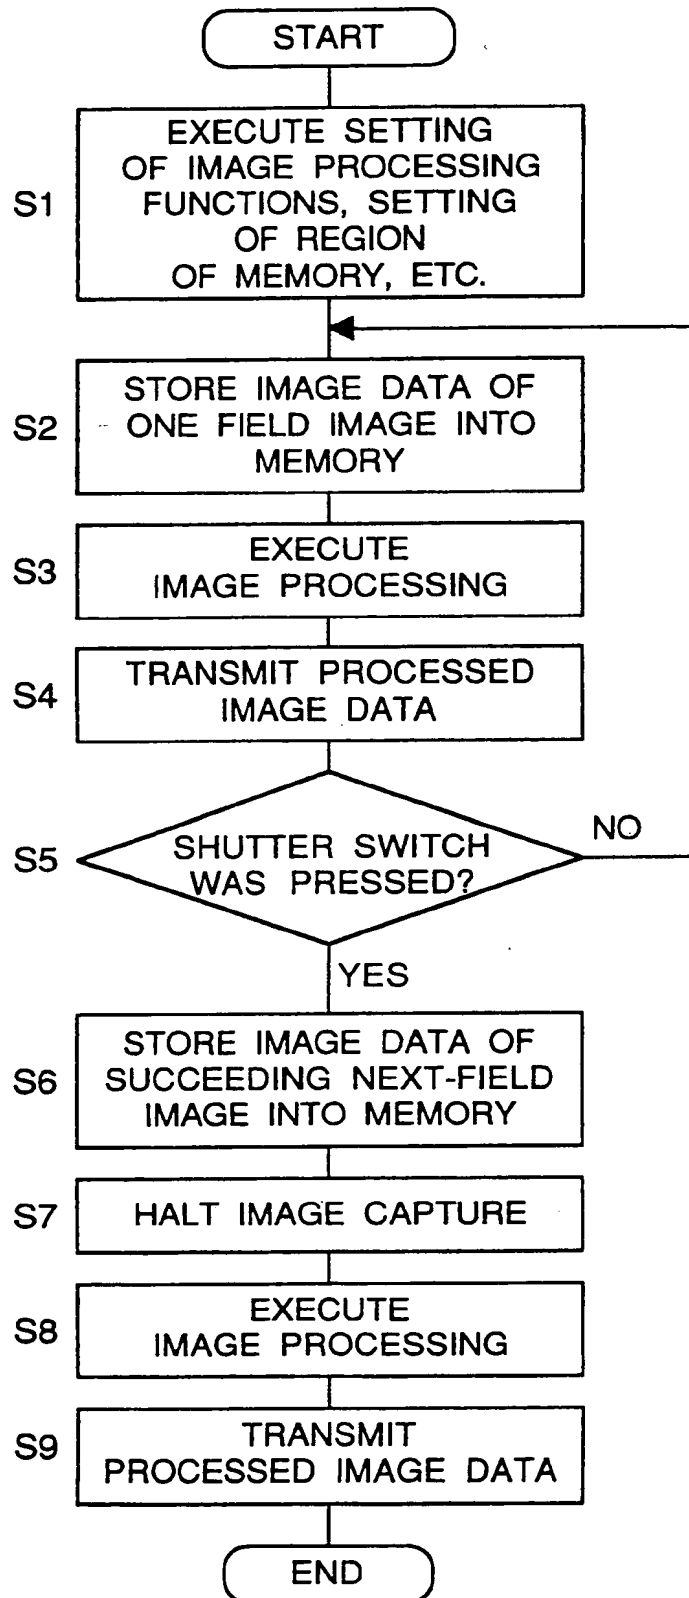 START
S1
EXECUTE SETTING
OF IMAGE PROCESSING
FUNCTIONS, SETTING
OF REGION
OF MEMORY, ETC.
S2
STORE IMAGE DATA OF
ONE FIELD IMAGE INTO
MEMORY
S3
EXECUTE
IMAGE PROCESSING
S4
TRANSMIT PROCESSED
IMAGE DATA
S5
SHUTTER SWITCH
WAS PRESSED?
NO
YES
S6
STORE IMAGE DATA OF
SUCCEEDING NEXT-FIELD
IMAGE INTO MEMORY
S7
HALT IMAGE CAPTURE
S8
EXECUTE
IMAGE PROCESSING
S9
TRANSMIT
PROCESSED IMAGE DATA
END